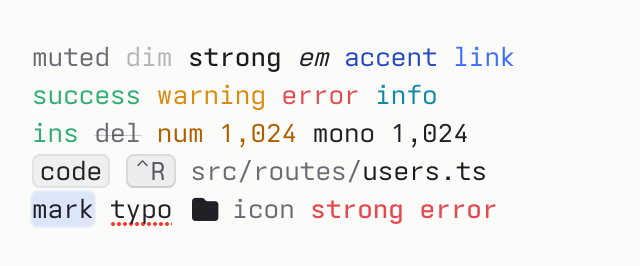 muted dim strong em accent link
success warning error info
ins del num 1,024 mono 1,024
code ^R src/routes/users.ts
mark typo icon strong error